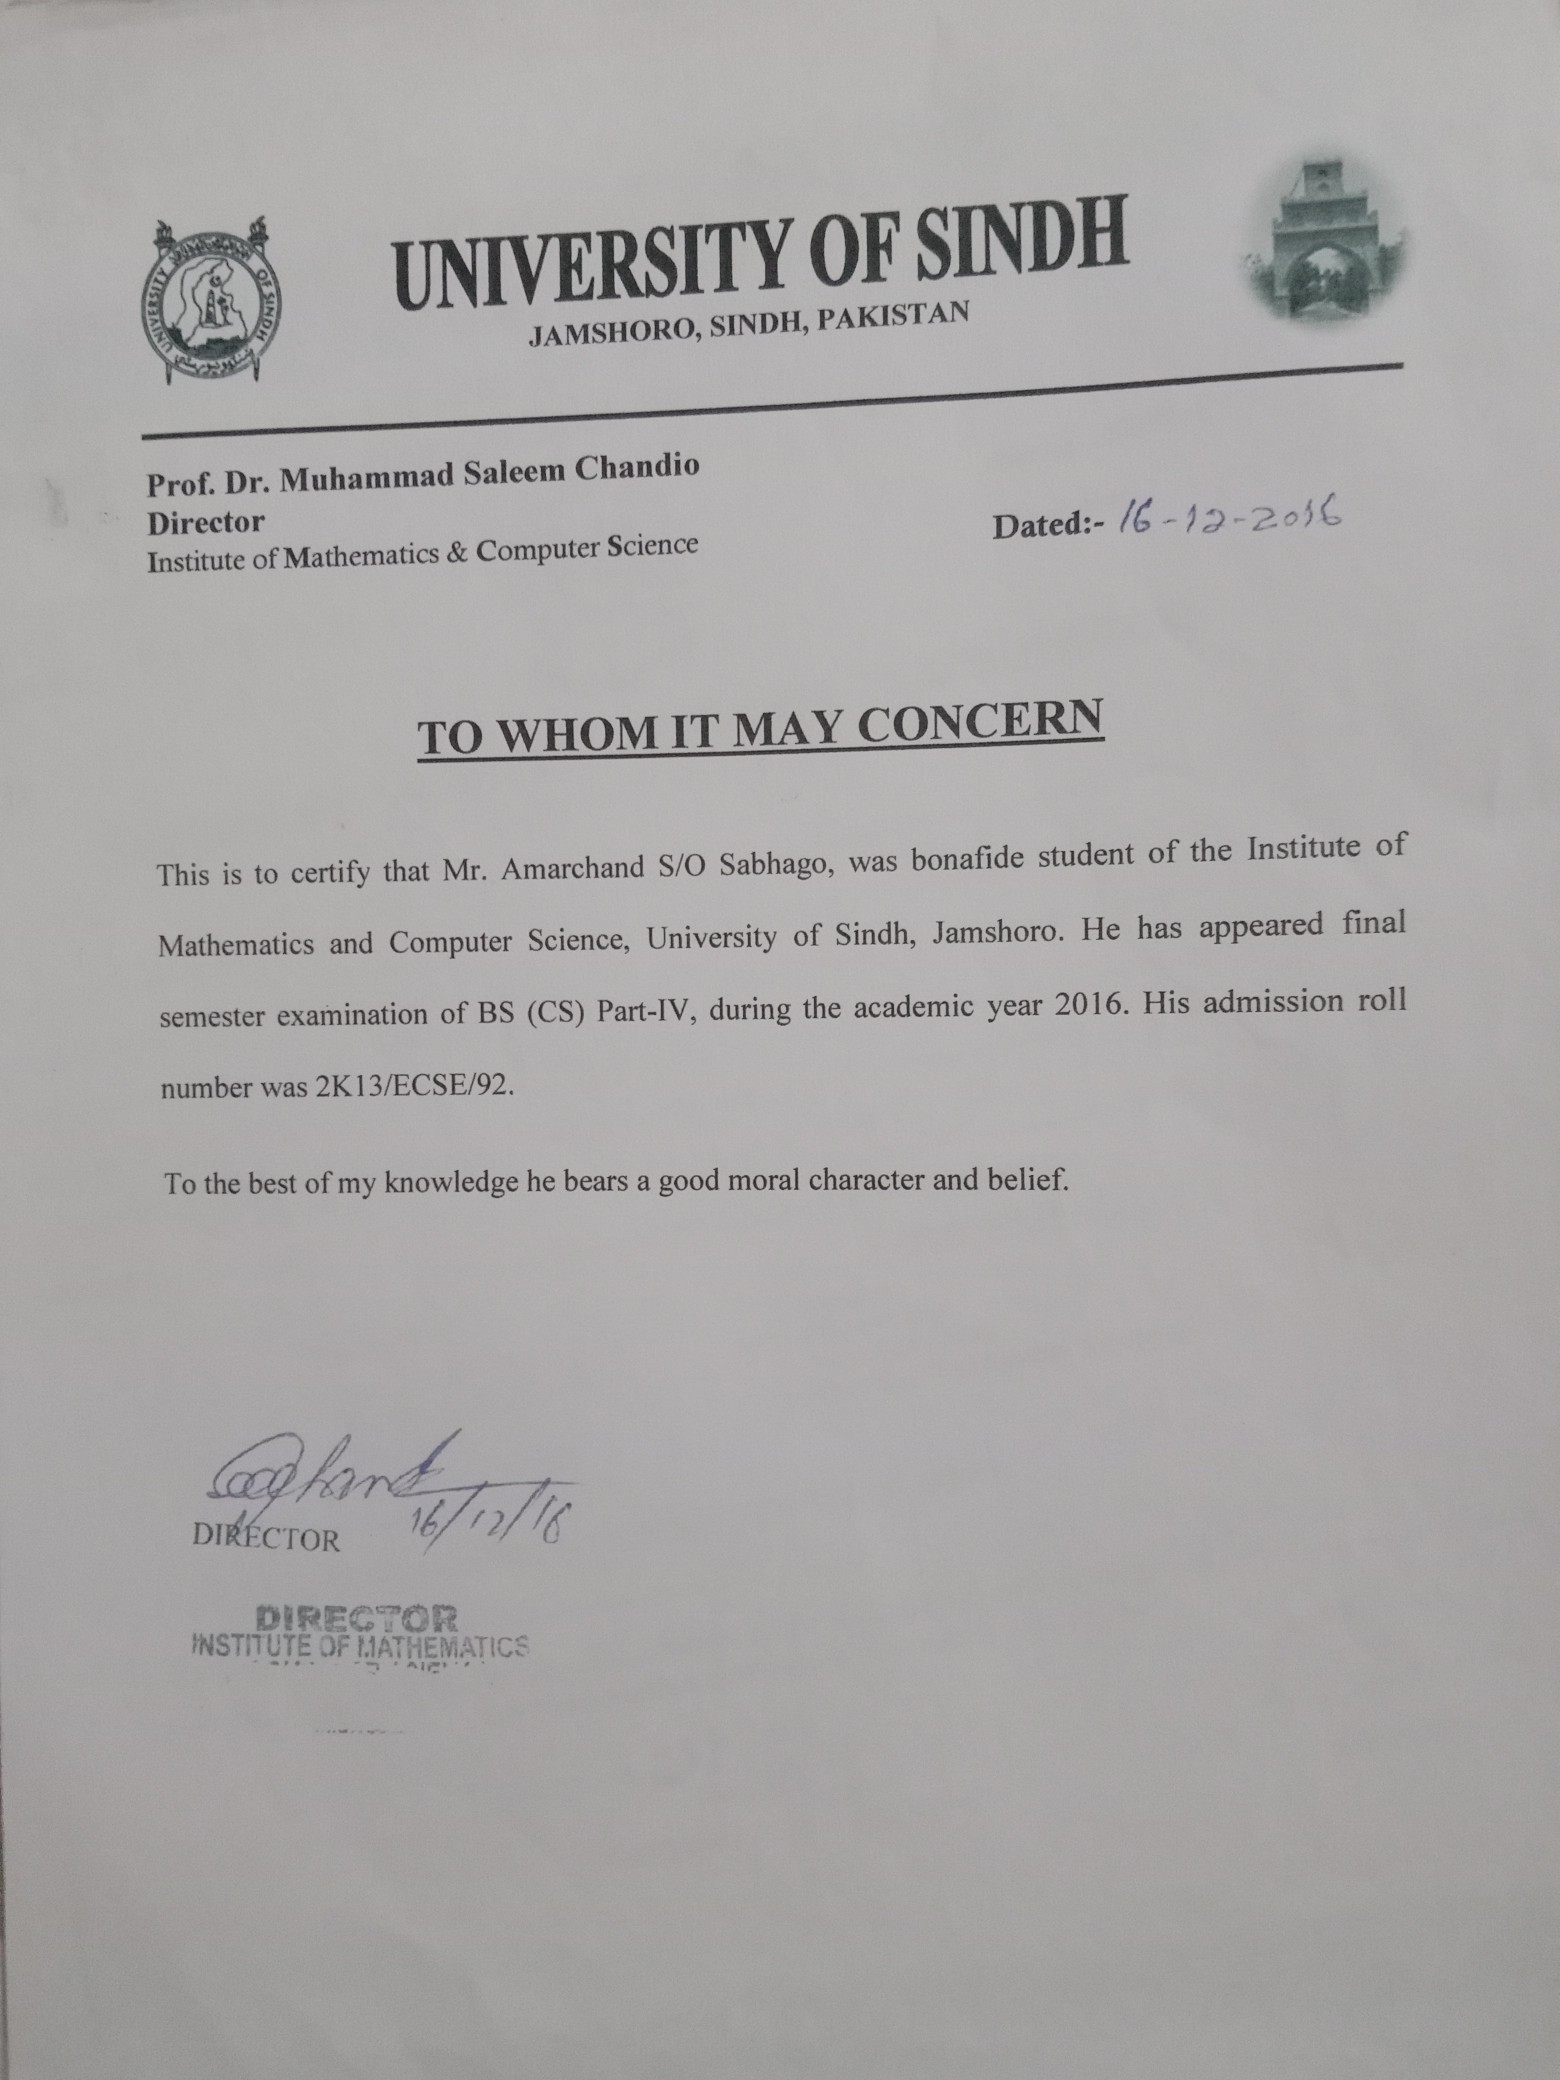 UNIVERSITY OF SINDH
JAMSHORO, SINDH, PAKISTAN
UNIVERSITY OF SINDH
Prof. Dr. Muhammad Saleem Chandio
Director
Institute of Mathematics & Computer Science
Dated:- 16-12-2016
TO WHOM IT MAY CONCERN
This is to certify that Mr. Amarchand S/O Sabhago, was bonafide student of the Institute of
Mathematics and Computer Science, University of Sindh, Jamshoro. He has appeared final
semester examination of BS (CS) Part-IV, during the academic year 2016. His admission roll
number was 2K13/ECSE/92.
To the best of my knowledge he bears a good moral character and belief.
16/12/16
DIRECTOR
DIRECTOR
INSTITUTE OF MATHEMATICS